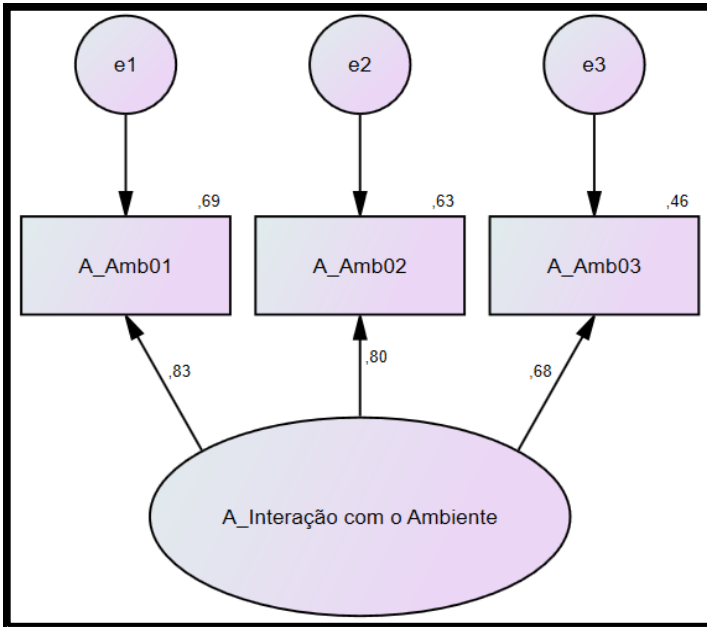 e1
e2
e3
,69
,63
,46
A_Amb01
A_Amb02
A_Amb03
,83
,80
,68
A_Interação com o Ambiente